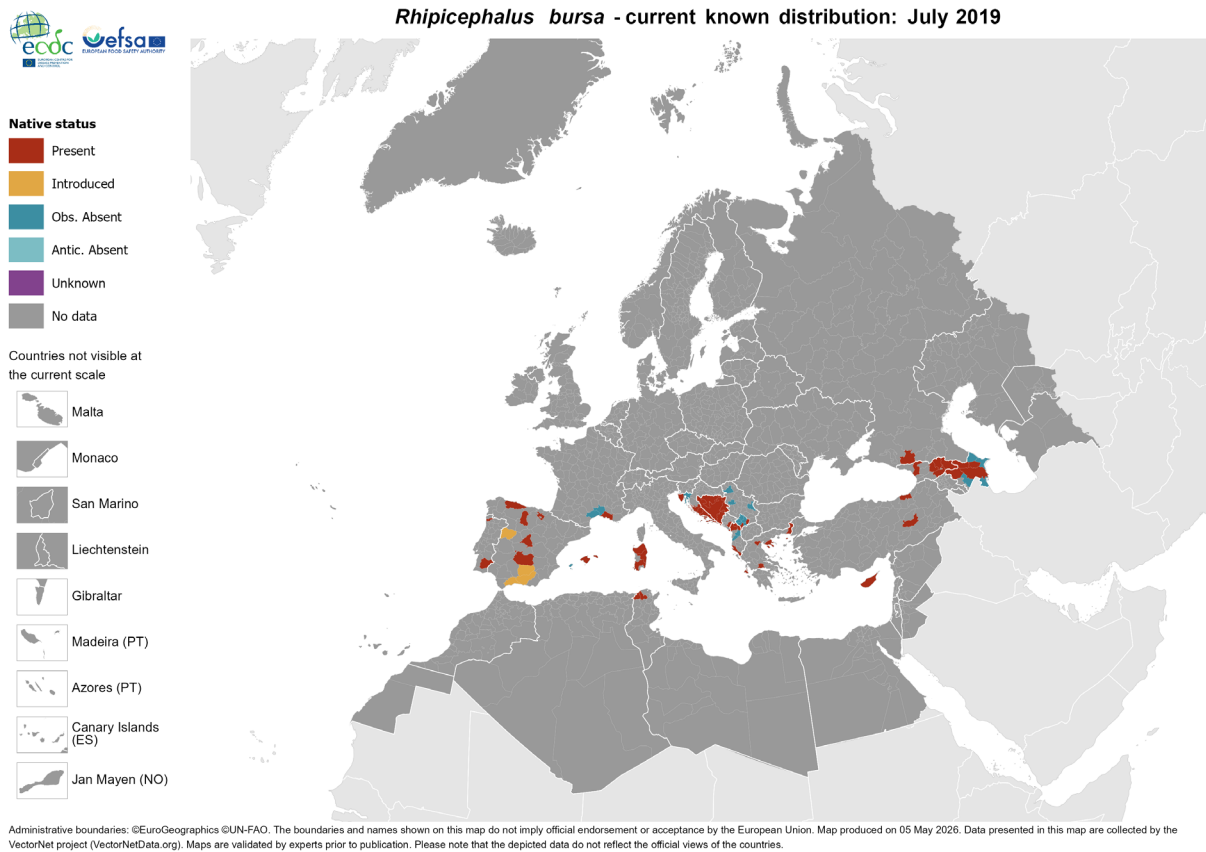 Rhipicephalus bursa - current known distribution: July 2019
ecdc
efsa
EUROPEAN FOOD SAFETY AUTHORITY
Native status
Present
Introduced
Obs. Absent
Antic. Absent
Unknown
No data
Countries not visible at
the current scale
Malta
Monaco
San Marino
Liechtenstein
Gibraltar
Madeira (PT)
Azores (PT)
Canary Islands
(ES)
Jan Mayen (NO)
Administrative boundaries: ©EuroGeographics ©UN-FAO. The boundaries and names shown on this map do not imply official endorsement or acceptance by the European Union. Map produced on 05 May 2026. Data presented in this map are collected by the
VectorNet project (VectorNetData.org). Maps are validated by experts prior to publication. Please note that the depicted data do not reflect the official views of the countries.